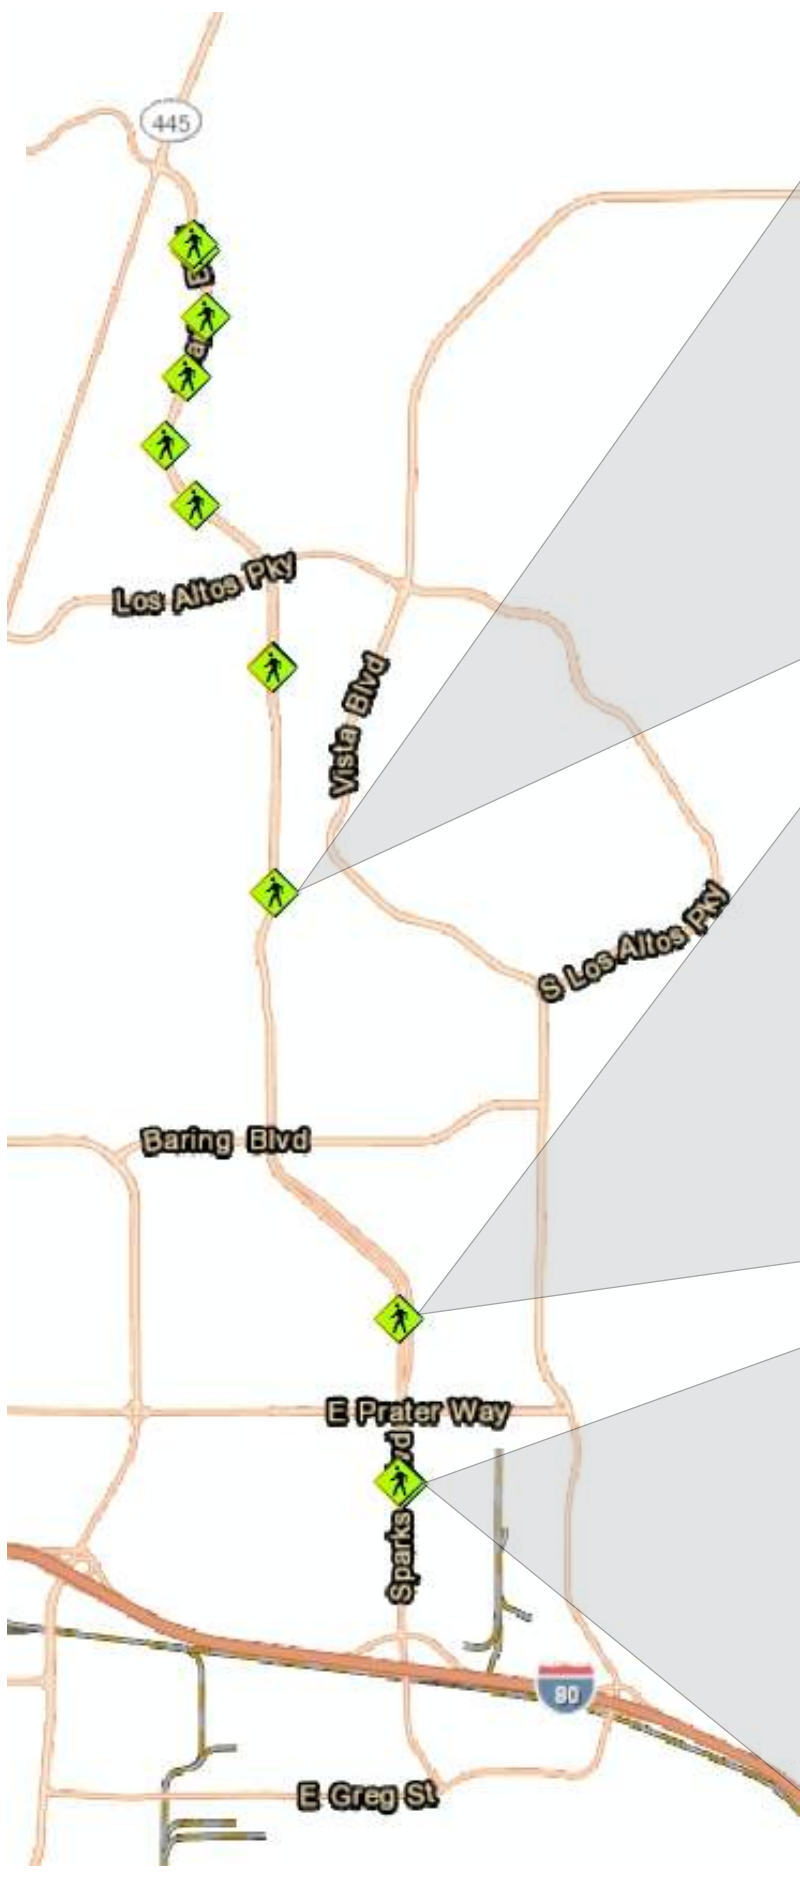 445
Los Altos Pky
Vista Blvd
S Los Altos Pky
Baring Blvd
E Prater Way
Sparks
80
E Greg St